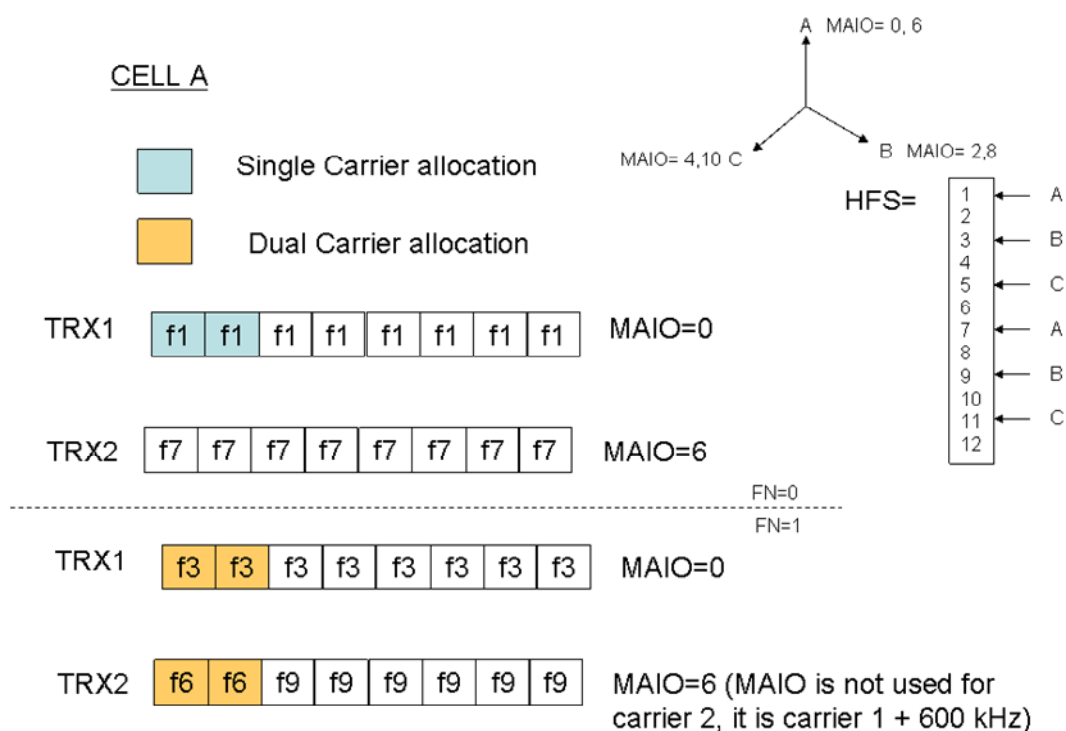 A MAIO= 0, 6
CELL A
Single Carrier allocation
MAIO= 4,10 C
B MAIO= 2,8
HFS=
1 A
2
3 B
4
5 C
6
7 A
8
9 B
10
11 C
12
Dual Carrier allocation
TRX1 f1 f1 f1 f1 f1 f1 f1 f1 MAIO=0
TRX2 f7 f7 f7 f7 f7 f7 f7 f7 MAIO=6
FN=0
FN=1
TRX1 f3 f3 f3 f3 f3 f3 f3 f3 MAIO=0
TRX2 f6 f6 f9 f9 f9 f9 f9 f9 MAIO=6 (MAIO is not used for
carrier 2, it is carrier 1 + 600 kHz)